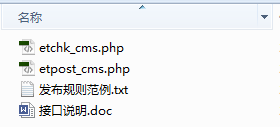 名称
etchk_cms.php
etpost_cms.php
发布规则范例.txt
接口说明.doc